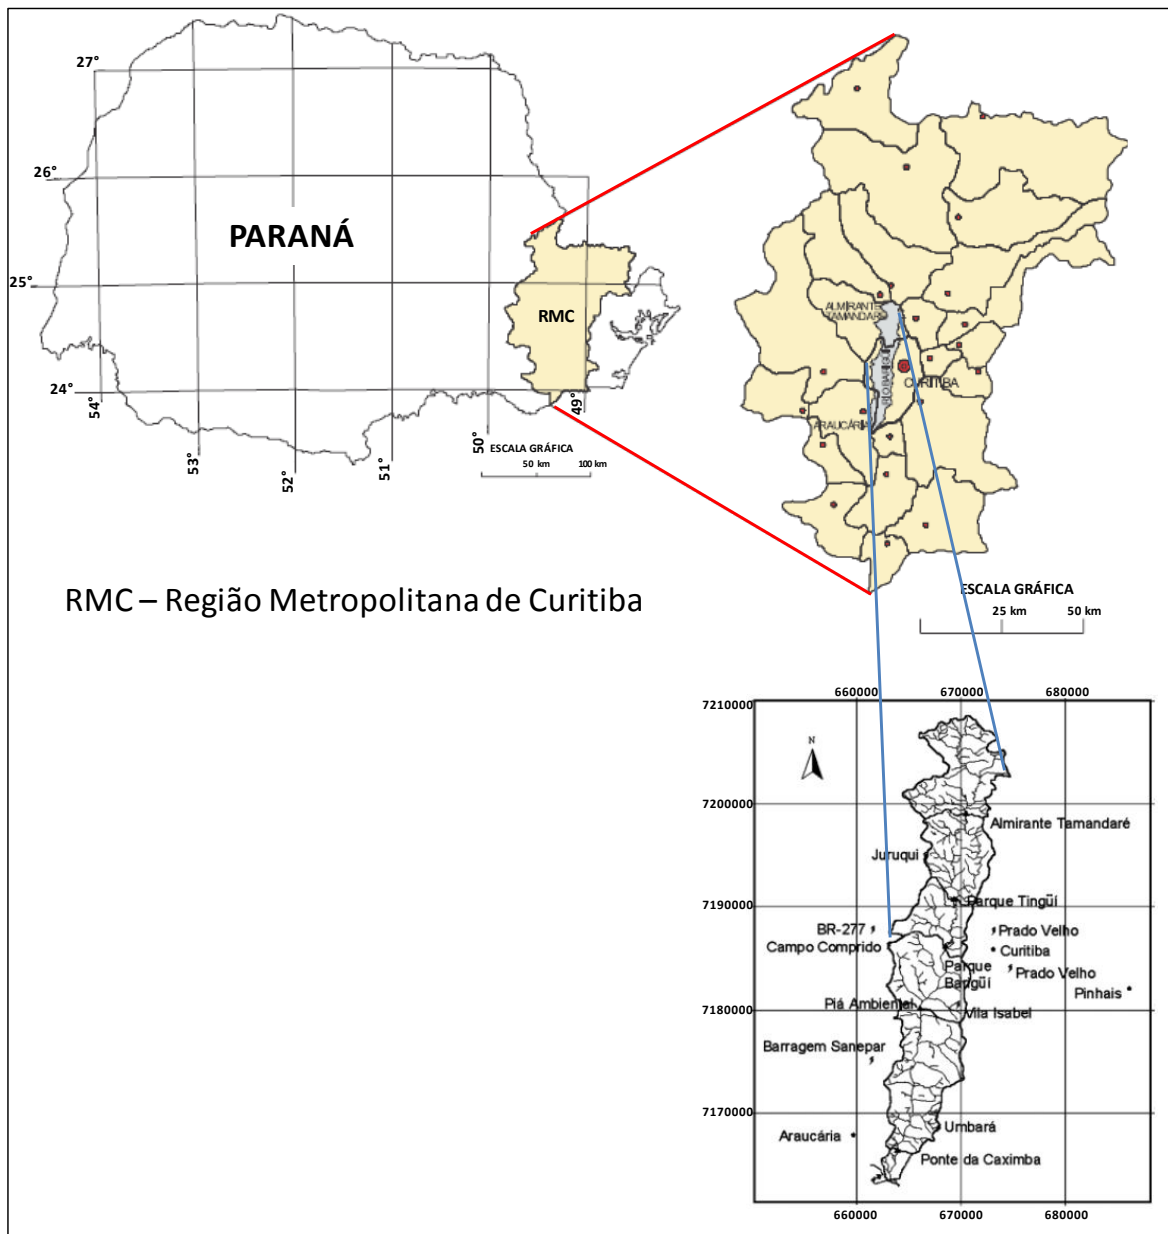 27°
26°
25°
24°
54°
53°
52°
51°
50°
49°
PARANÁ
RMC
ESCALA GRÁFICA
50 km
100 km
ALMIRANTE
TAMANDARÉ
RIO BARIGÜI
CURITIBA
ARAUCÁRIA
RMC – Região Metropolitana de Curitiba
ESCALA GRÁFICA
25 km
50 km
660000
670000
680000
7210000
7200000
7190000
7180000
7170000
N
Almirante Tamandaré
Juruqui
Parque Tingüí
BR-277
Prado Velho
Campo Comprido
Curitiba
Parque
Barigüí
Prado Velho
Pinhais
Piá Ambiental
Vila Isabel
Barragem Sanepar
Umbará
Araucária
Ponte da Caximba
660000
670000
680000